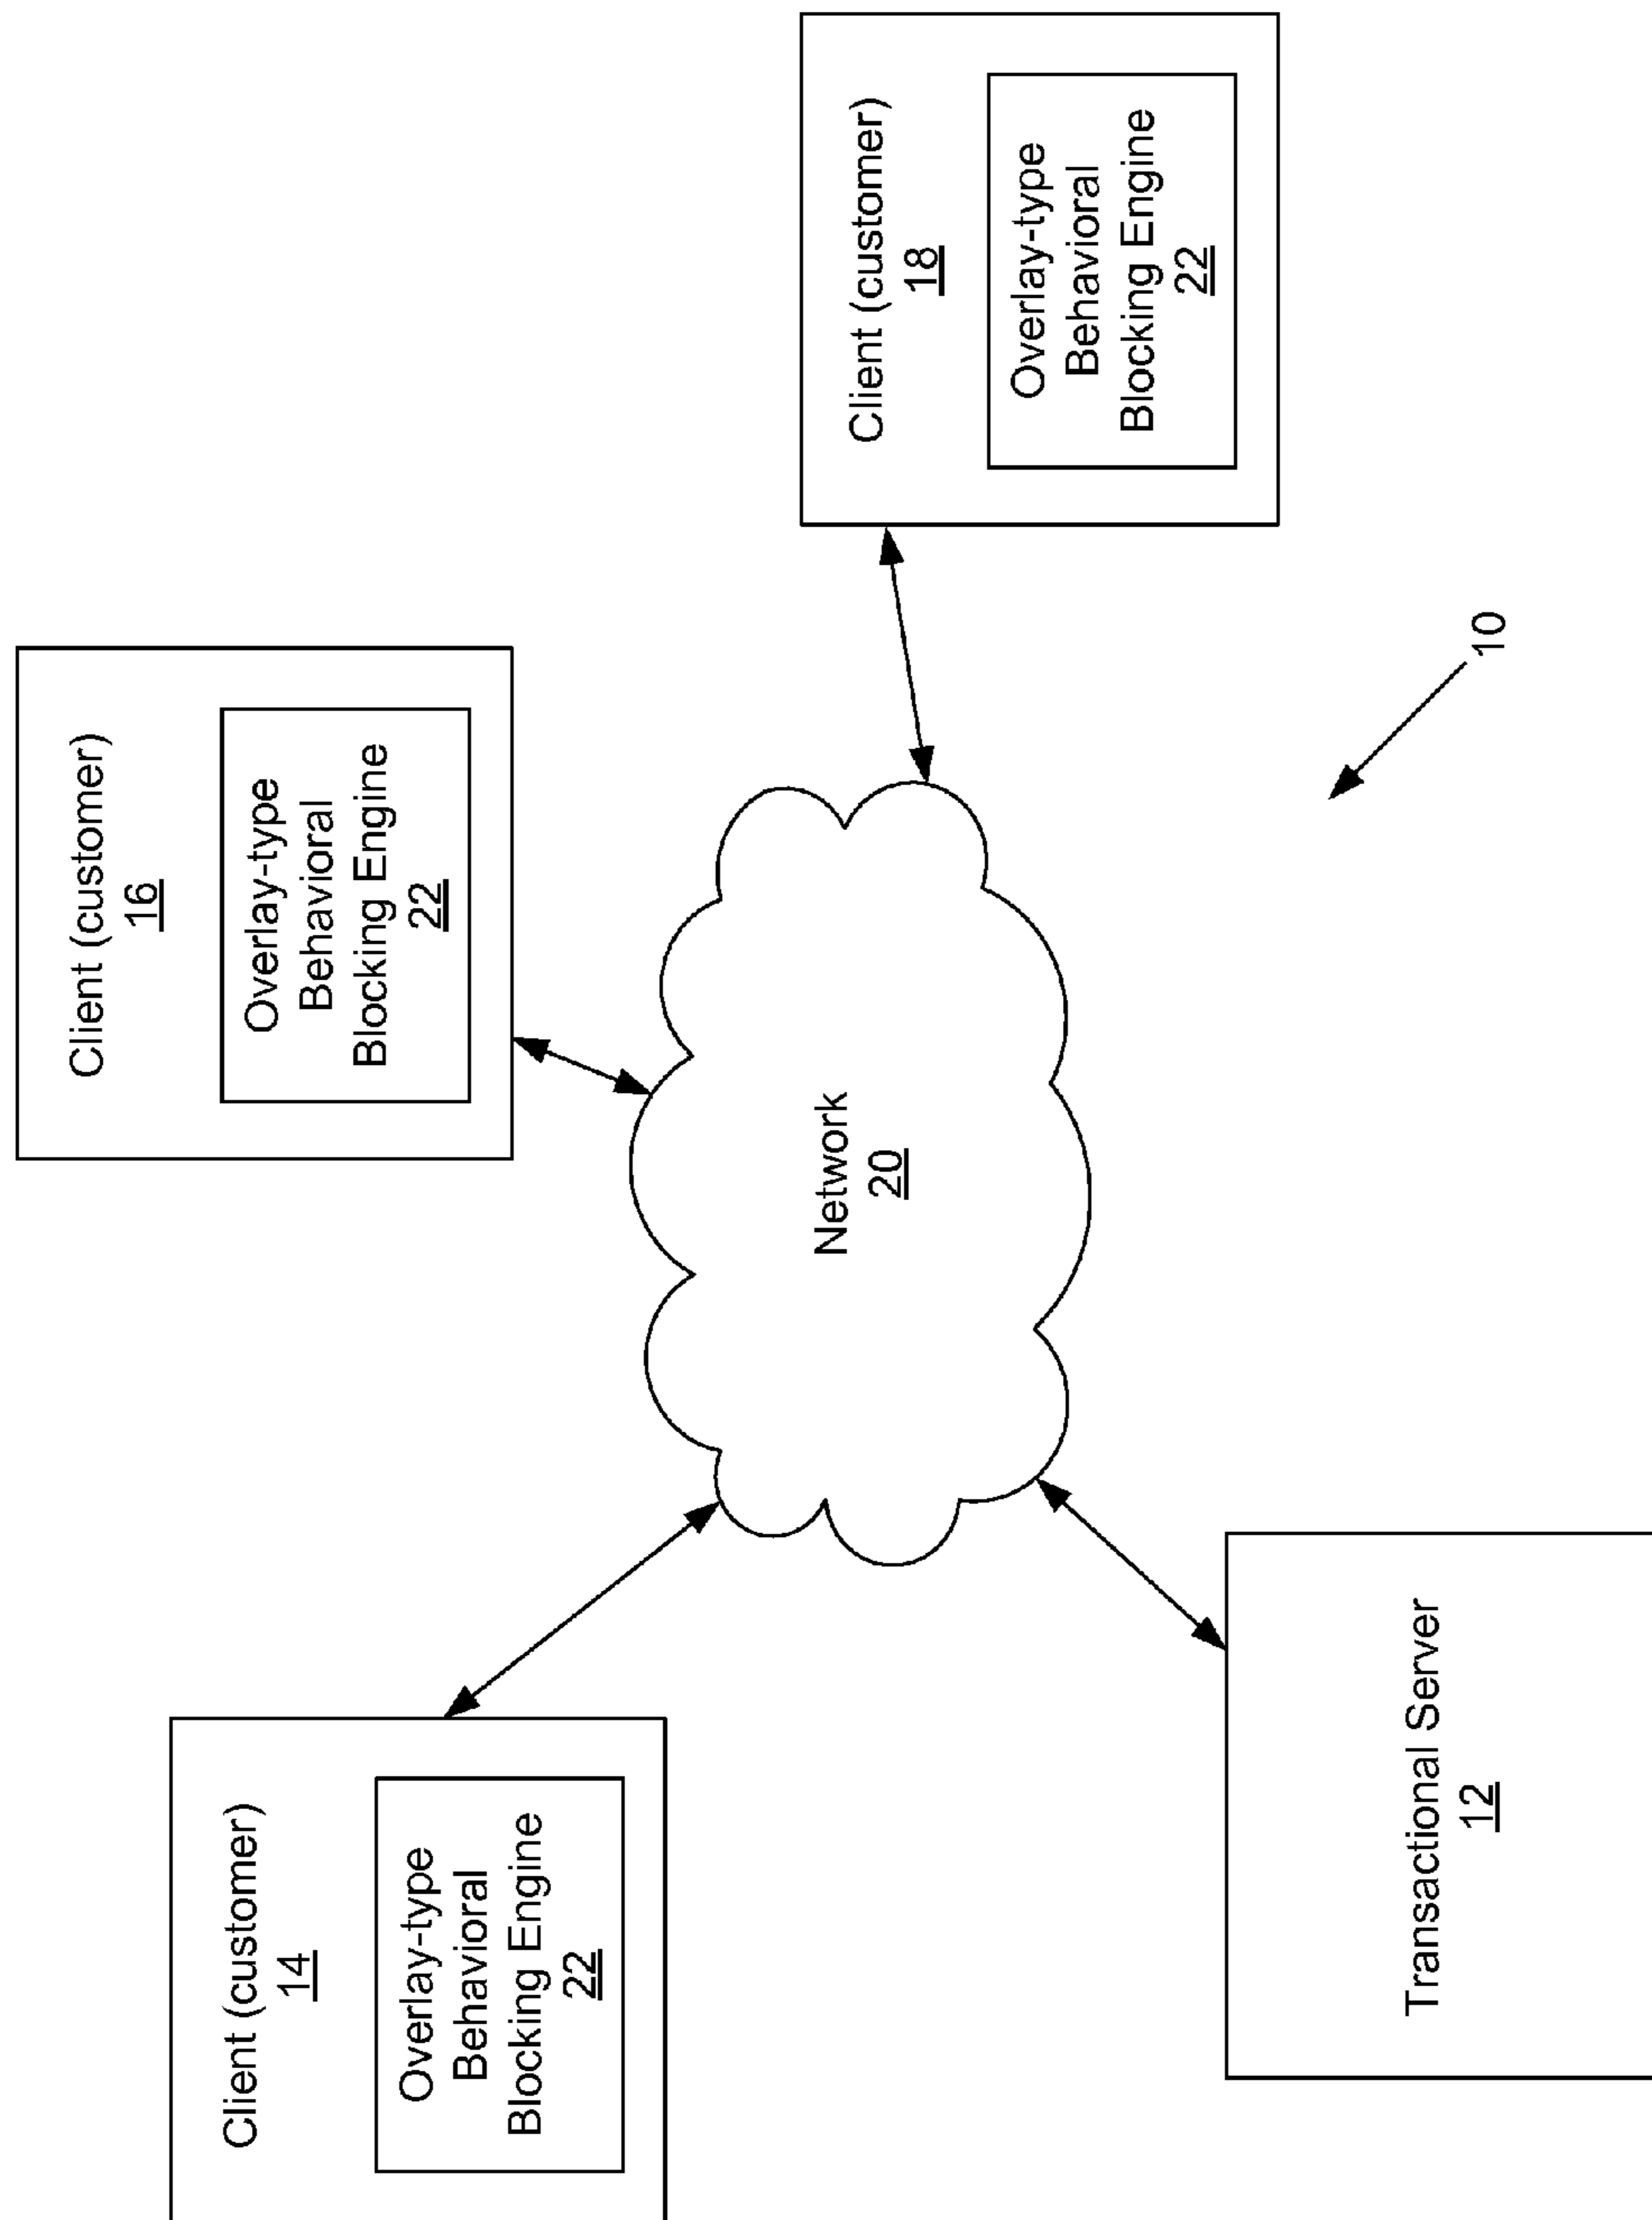 Client (customer)
14
Overlay-type
Behavioral
Blocking Engine
22
Client (customer)
16
Overlay-type
Behavioral
Blocking Engine
22
Client (customer)
18
Overlay-type
Behavioral
Blocking Engine
22
Network
20
Transactional Server
12
10